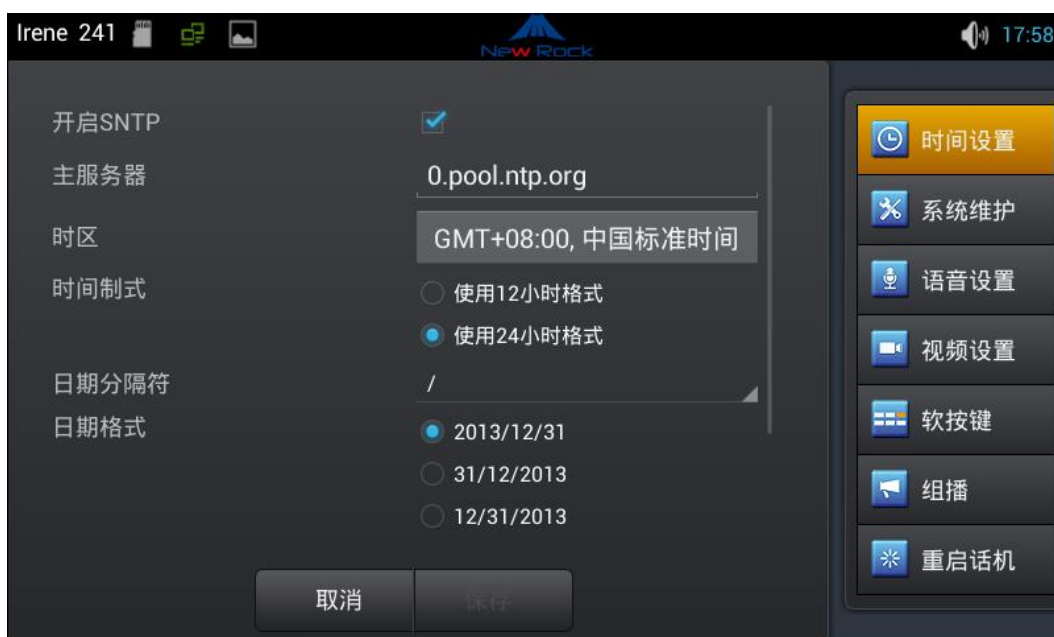 Irene 241
New Rock
17:58
开启SNTP
主服务器
0.pool.ntp.org
时区
GMT+08:00, 中国标准时间
时间制式
使用12小时格式
使用24小时格式
日期分隔符
/
日期格式
2013/12/31
31/12/2013
12/31/2013
取消
保存
时间设置
系统维护
语音设置
视频设置
软按键
组播
重启话机